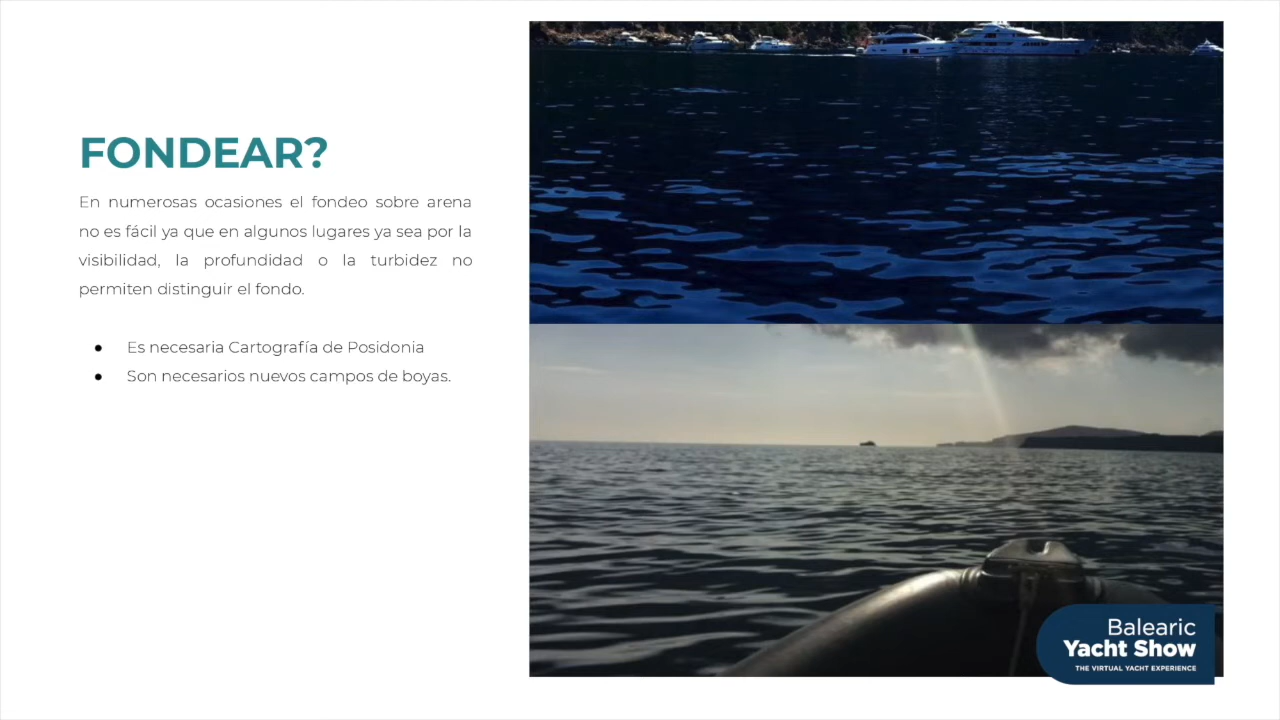 FONDEAR?
En numerosas ocasiones el fondeo sobre arena
no es fácil ya que en algunos lugares ya sea por la
visibilidad, la profundidad o la turbidez no
permiten distinguir el fondo.
● Es necesaria Cartografía de Posidonia
● Son necesarios nuevos campos de boyas.
Balearic
Yacht Show
THE VIRTUAL YACHT EXPERIENCE